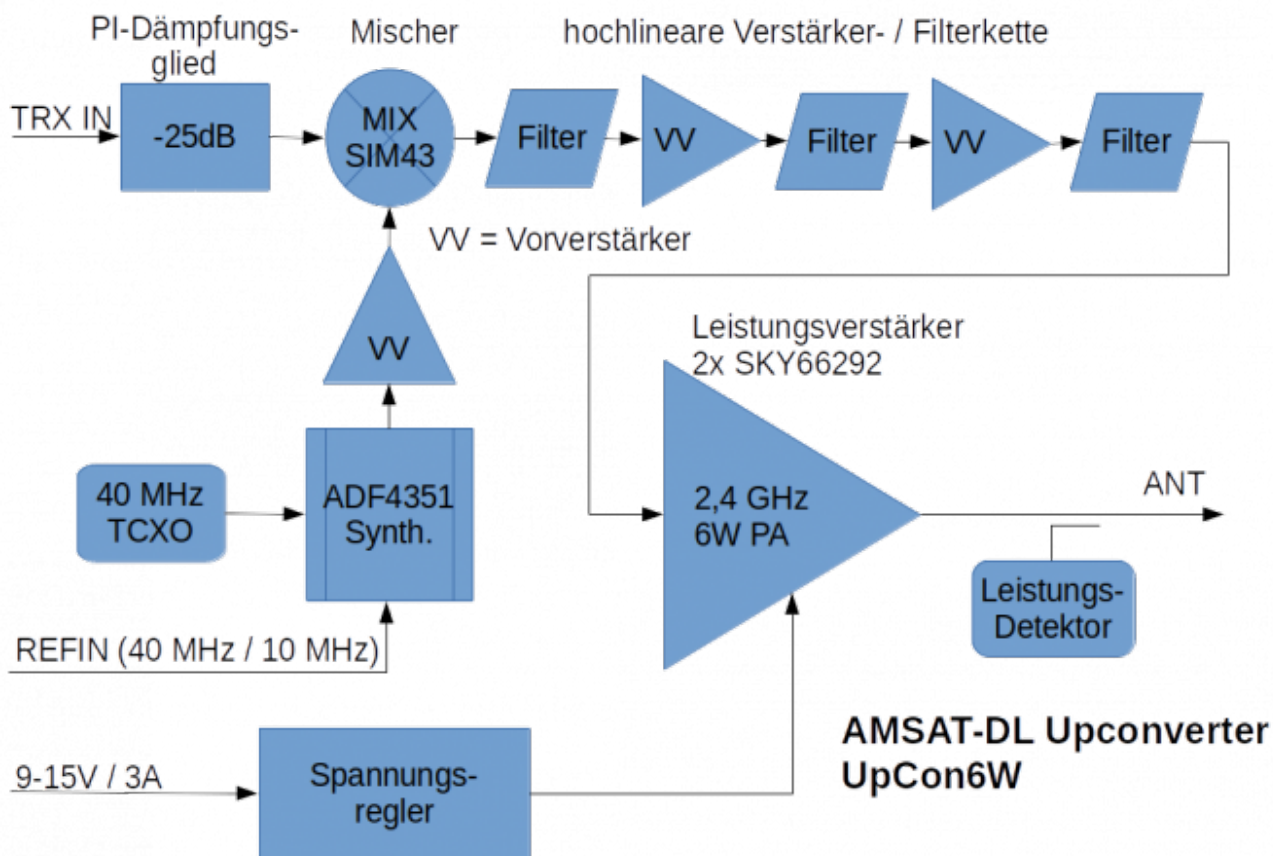 PI-Dämpfungs-
glied
Mischer
hochlineare Verstärker- / Filterkette
TRX IN
-25dB
MIX
SIM43
Filter
VV
Filter
VV
Filter
VV = Vorverstärker
VV
Leistungsverstärker
2x SKY66292
40 MHz
TCXO
ADF4351
Synth.
2,4 GHz
6W PA
ANT
Leistungs-
Detektor
REFIN (40 MHz / 10 MHz)
9-15V / 3A
Spannungs-
regler
AMSAT-DL Upconverter
UpCon6W